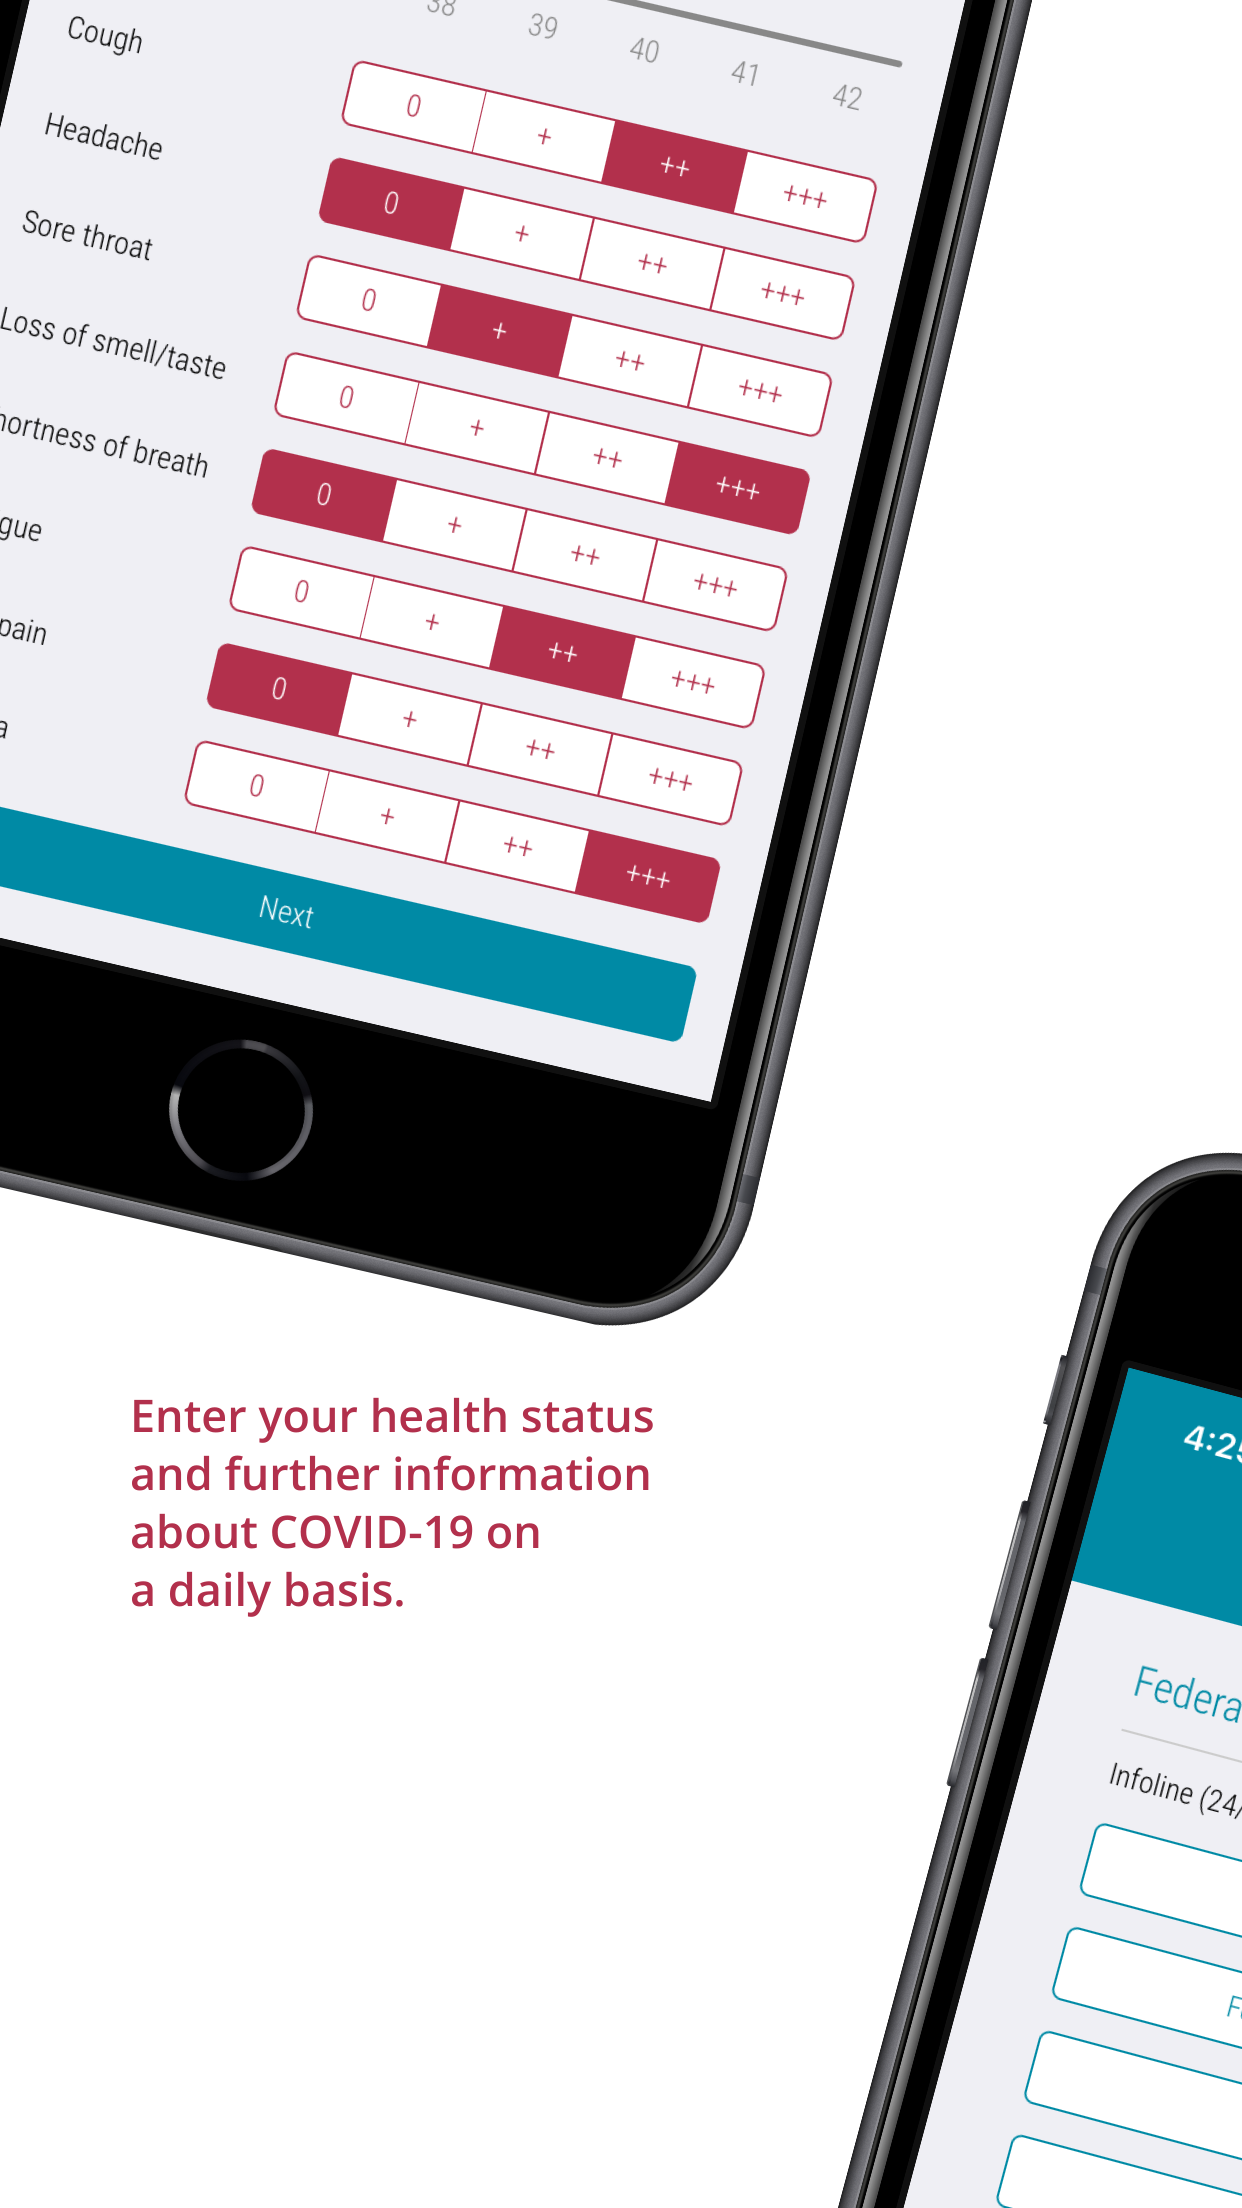 38 39 40 41 42
Cough 0 + ++ +++
Headache 0 + ++ +++
Sore throat 0 + ++ +++
Loss of smell/taste 0 + ++ +++
hortness of breath 0 + ++ +++
gue 0 + ++ +++
pain 0 + ++ +++
a 0 + ++ +++
Next
Enter your health status
and further information
about COVID-19 on
a daily basis.
4:25
Federa
Infoline (24/
F